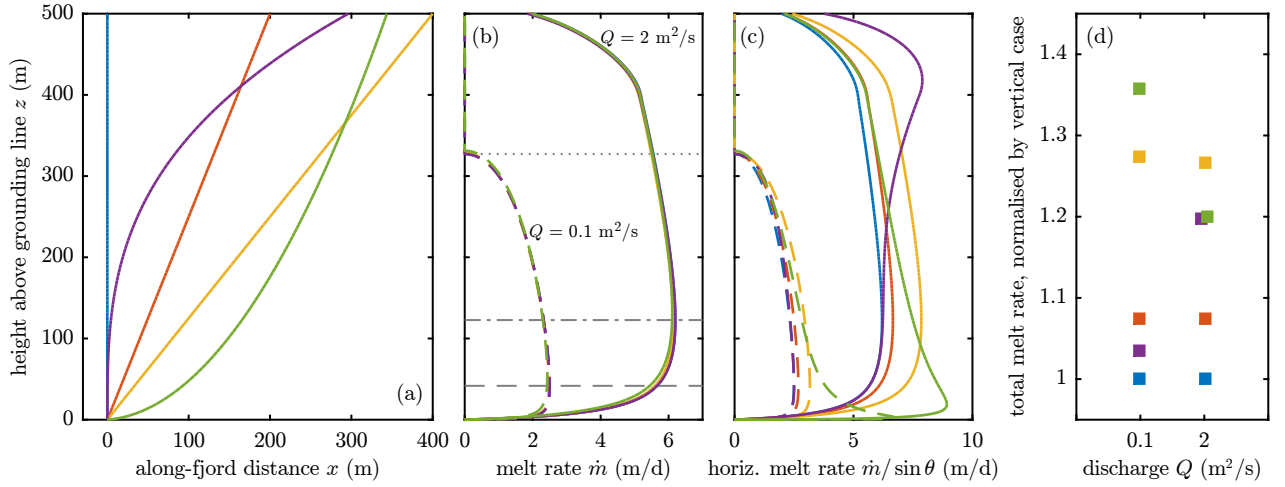 500
400
300
200
100
0
height above grounding line z (m)
0 100 200 300 400
along-fjord distance x (m)
(a)
(b)
Q = 2 m²/s
Q = 0.1 m²/s
0 2 4 6
melt rate ṁ (m/d)
(c)
0 5 10
horiz. melt rate ṁ/ sin θ (m/d)
(d)
1.4
1.3
1.2
1.1
1
total melt rate, normalised by vertical case
0.1 2
discharge Q (m²/s)